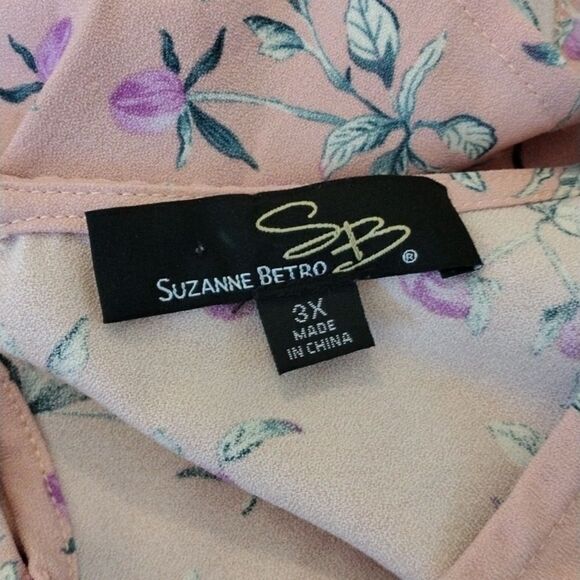 SB
SUZANNE BETRO ®
3X
MADE
IN CHINA